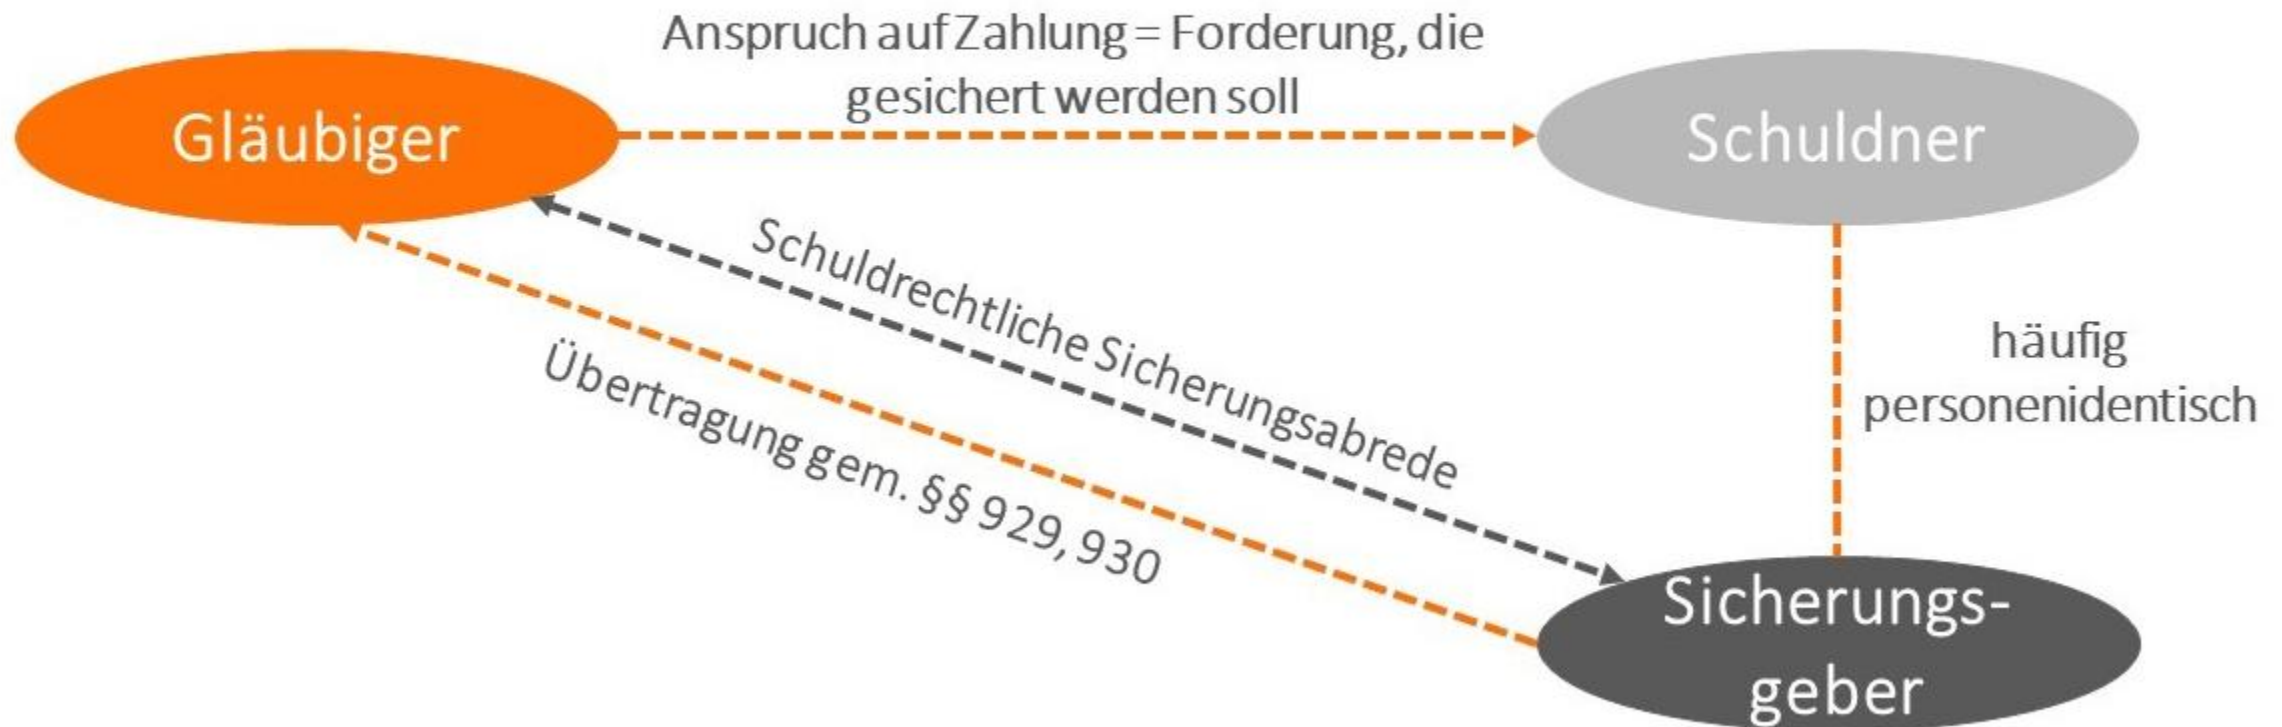 Anspruch auf Zahlung = Forderung, die
gesichert werden soll
Gläubiger
Schuldner
Schuldrechtliche Sicherungsabrede
Übertragung gem. §§ 929, 930
häufig
personenidentisch
Sicherungs-
geber